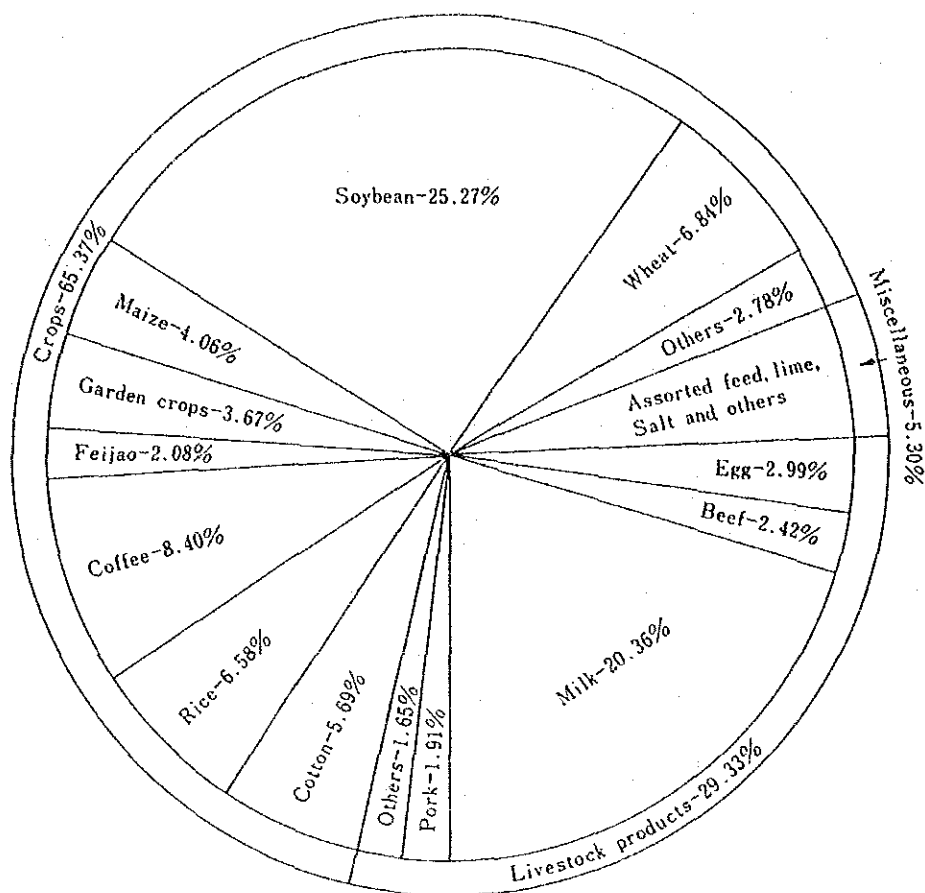 Soybean-25.27%
Wheat-6.84%
Others-2.78%
Miscellaneous-5.30%
Assorted feed, lime,
Salt and others
Egg-2.99%
Beef-2.42%
Milk-20.36%
Livestock products-29.33%
Pork-1.91%
Others-1.65%
Cotton-5.69%
Rice-6.58%
Coffee-8.40%
Feijao-2.08%
Garden crops-3.67%
Maize-4.06%
Crops-65.37%